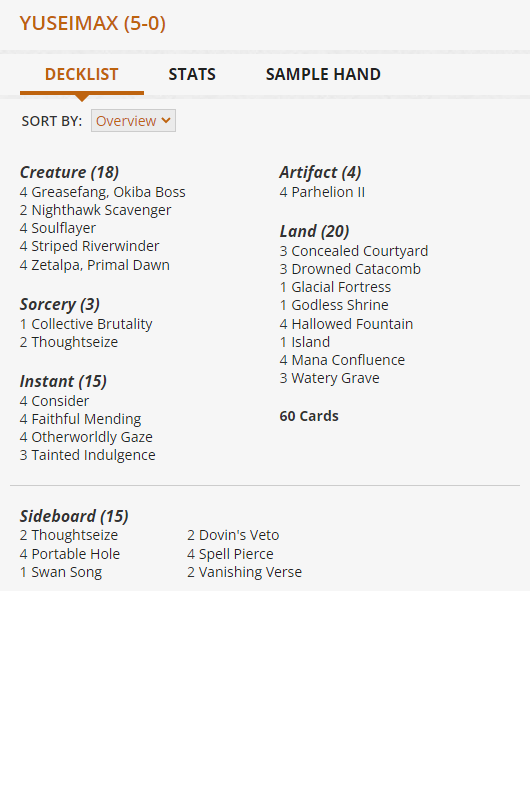 YUSEIMAX (5-0)
DECKLIST STATS SAMPLE HAND
SORT BY: Overview
Creature (18)
4 Greasefang, Okiba Boss
2 Nighthawk Scavenger
4 Soulflayer
4 Striped Riverwinder
4 Zetalpa, Primal Dawn
Sorcery (3)
1 Collective Brutality
2 Thoughtseize
Instant (15)
4 Consider
4 Faithful Mending
4 Otherworldly Gaze
3 Tainted Indulgence
Artifact (4)
4 Parhelion II
Land (20)
3 Concealed Courtyard
3 Drowned Catacomb
1 Glacial Fortress
1 Godless Shrine
4 Hallowed Fountain
1 Island
4 Mana Confluence
3 Watery Grave
60 Cards
Sideboard (15)
2 Thoughtseize
4 Portable Hole
1 Swan Song
2 Dovin's Veto
4 Spell Pierce
2 Vanishing Verse